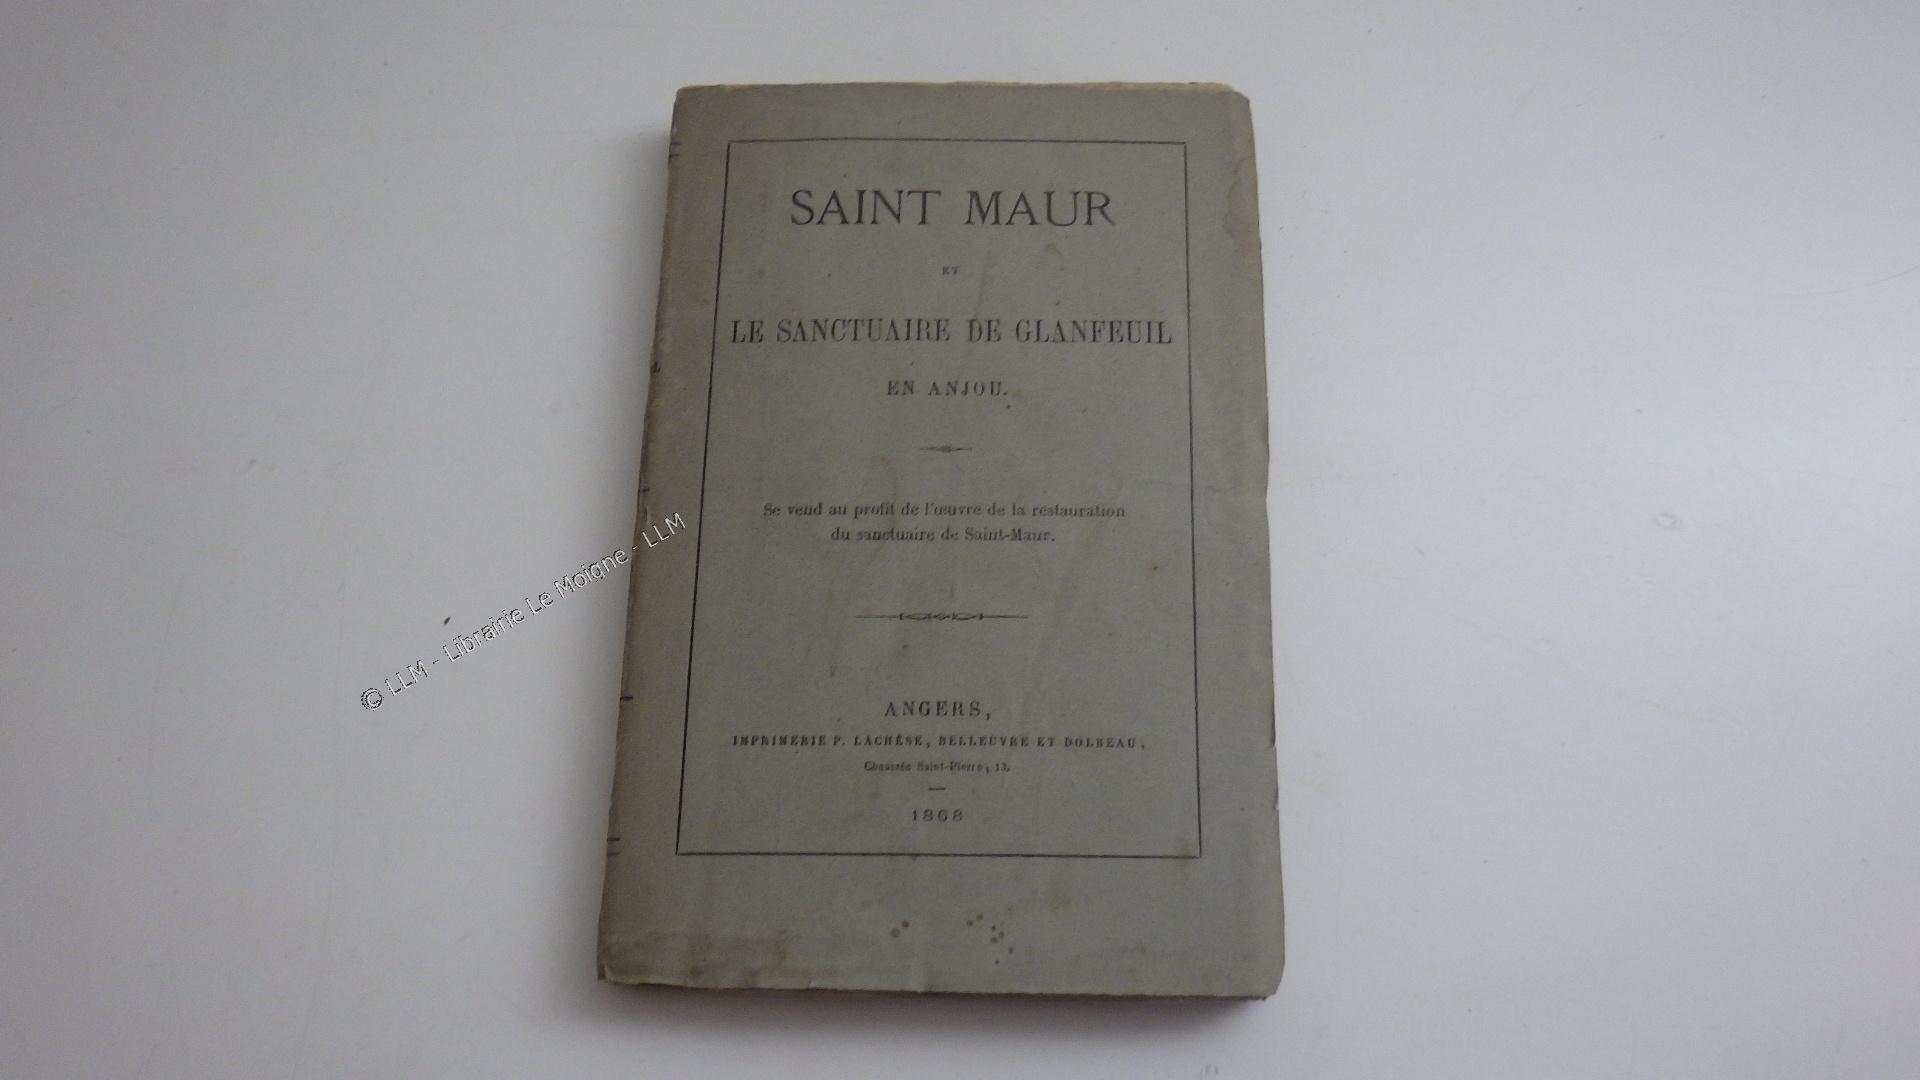 SAINT MAUR
ET
LE SANCTUAIRE DE GLANFEUIL
EN ANJOU.
Se vend au profit de l'œuvre de la restauration
du sanctuaire de Saint-Maur.
ANGERS,
IMPRIMERIE P. LACHÈSE, BELLEUVRE ET DOLBEAU,
Chaussée Saint-Pierre, 13.
1868
© LLM - Librairie Le Moigne - LLM